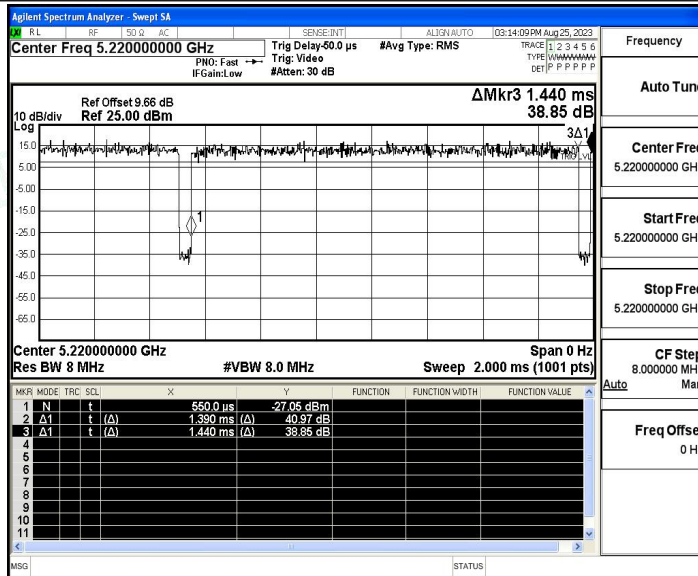 Agilent Spectrum Analyzer - Swept SA
RL RF 50 Ω AC SENSE:INT ALIGNAUTO 03:14:09 PM Aug 25, 2023
Center Freq 5.220000000 GHz
PNO: Fast
IFGain:Low
Trig Delay-50.0 µs
Trig: Video
#Atten: 30 dB
#Avg Type: RMS
TRACE 1 2 3 4 5 6
TYPE WWWWWW
DET P P P P P P
ΔMkr3 1.440 ms
38.85 dB
Ref Offset 9.66 dB
10 dB/div Ref 25.00 dBm
Log
15.0
5.00
-5.00
-15.0
-25.0
-35.0
-45.0
-55.0
-65.0
3Δ1
TRIG LVL
1
Center 5.220000000 GHz Span 0 Hz
Res BW 8 MHz #VBW 8.0 MHz Sweep 2.000 ms (1001 pts)
MKR MODE TRC SCL X Y FUNCTION FUNCTION WIDTH FUNCTION VALUE
1 N t 550.0 µs -27.05 dBm
2 Δ1 t (Δ) 1.390 ms (Δ) 40.97 dB
3 Δ1 t (Δ) 1.440 ms (Δ) 38.85 dB
4
5
6
7
8
9
10
11
MSG STATUS
Frequency
Auto Tun
Center Fre
5.220000000 GH
Start Fre
5.220000000 GH
Stop Fre
5.220000000 GH
CF Step
8.000000 MH
Auto Ma
Freq Offse
0 H